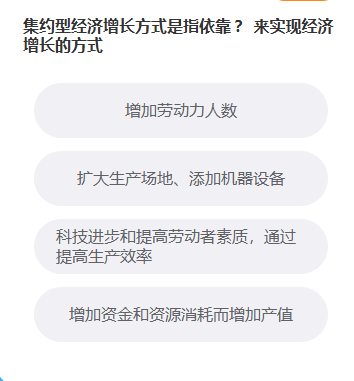 集约型经济增长方式是指依靠？ 来实现经济
增长的方式
增加劳动力人数
扩大生产场地、添加机器设备
科技进步和提高劳动者素质，通过
提高生产效率
增加资金和资源消耗而增加产值